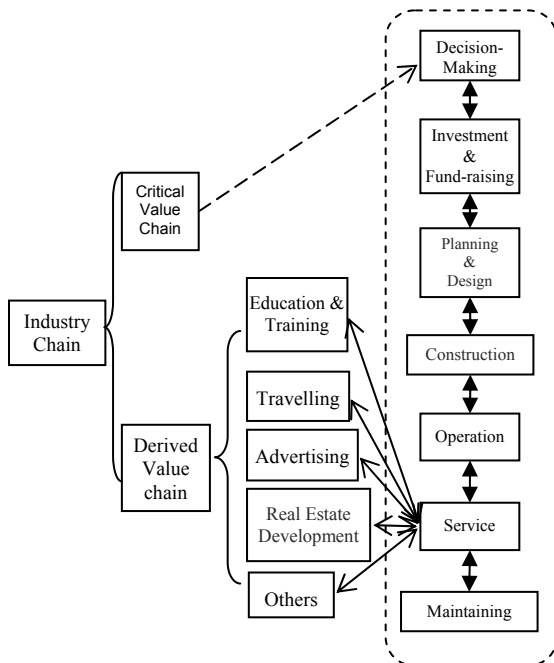 Industry
Chain
Critical
Value
Chain
Derived
Value
chain
Education &
Training
Travelling
Advertising
Real Estate
Development
Others
Decision-
Making
Investment
&
Fund-raising
Planning
&
Design
Construction
Operation
Service
Maintaining